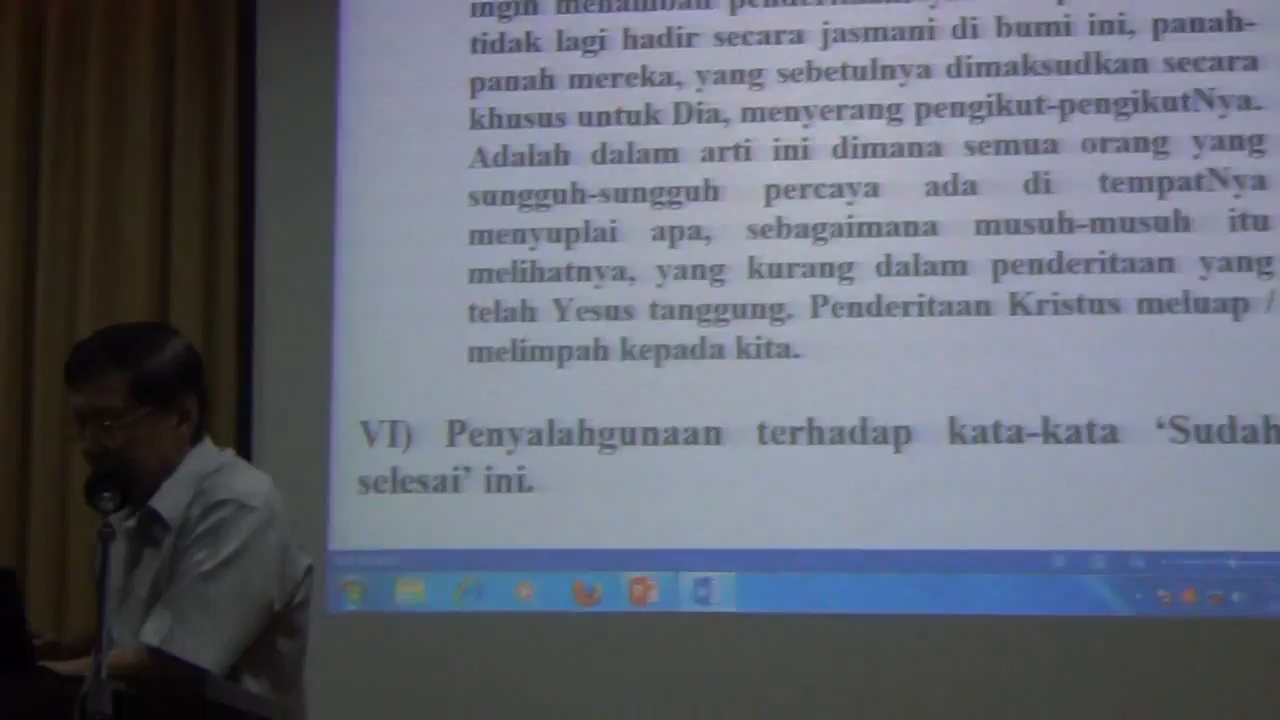 ingin menambah
tidak lagi hadir secara jasmani di bumi ini, panah-
panah mereka, yang sebetulnya dimaksudkan secara
khusus untuk Dia, menyerang pengikut-pengikutNya.
Adalah dalam arti ini dimana semua orang yang
sungguh-sungguh percaya ada di tempatNya
menyuplai apa, sebagaimana musuh-musuh itu
melihatnya, yang kurang dalam penderitaan yang
telah Yesus tanggung. Penderitaan Kristus meluap /
melimpah kepada kita.
VI) Penyalahgunaan terhadap kata-kata ‘Sudah
selesai’ ini.